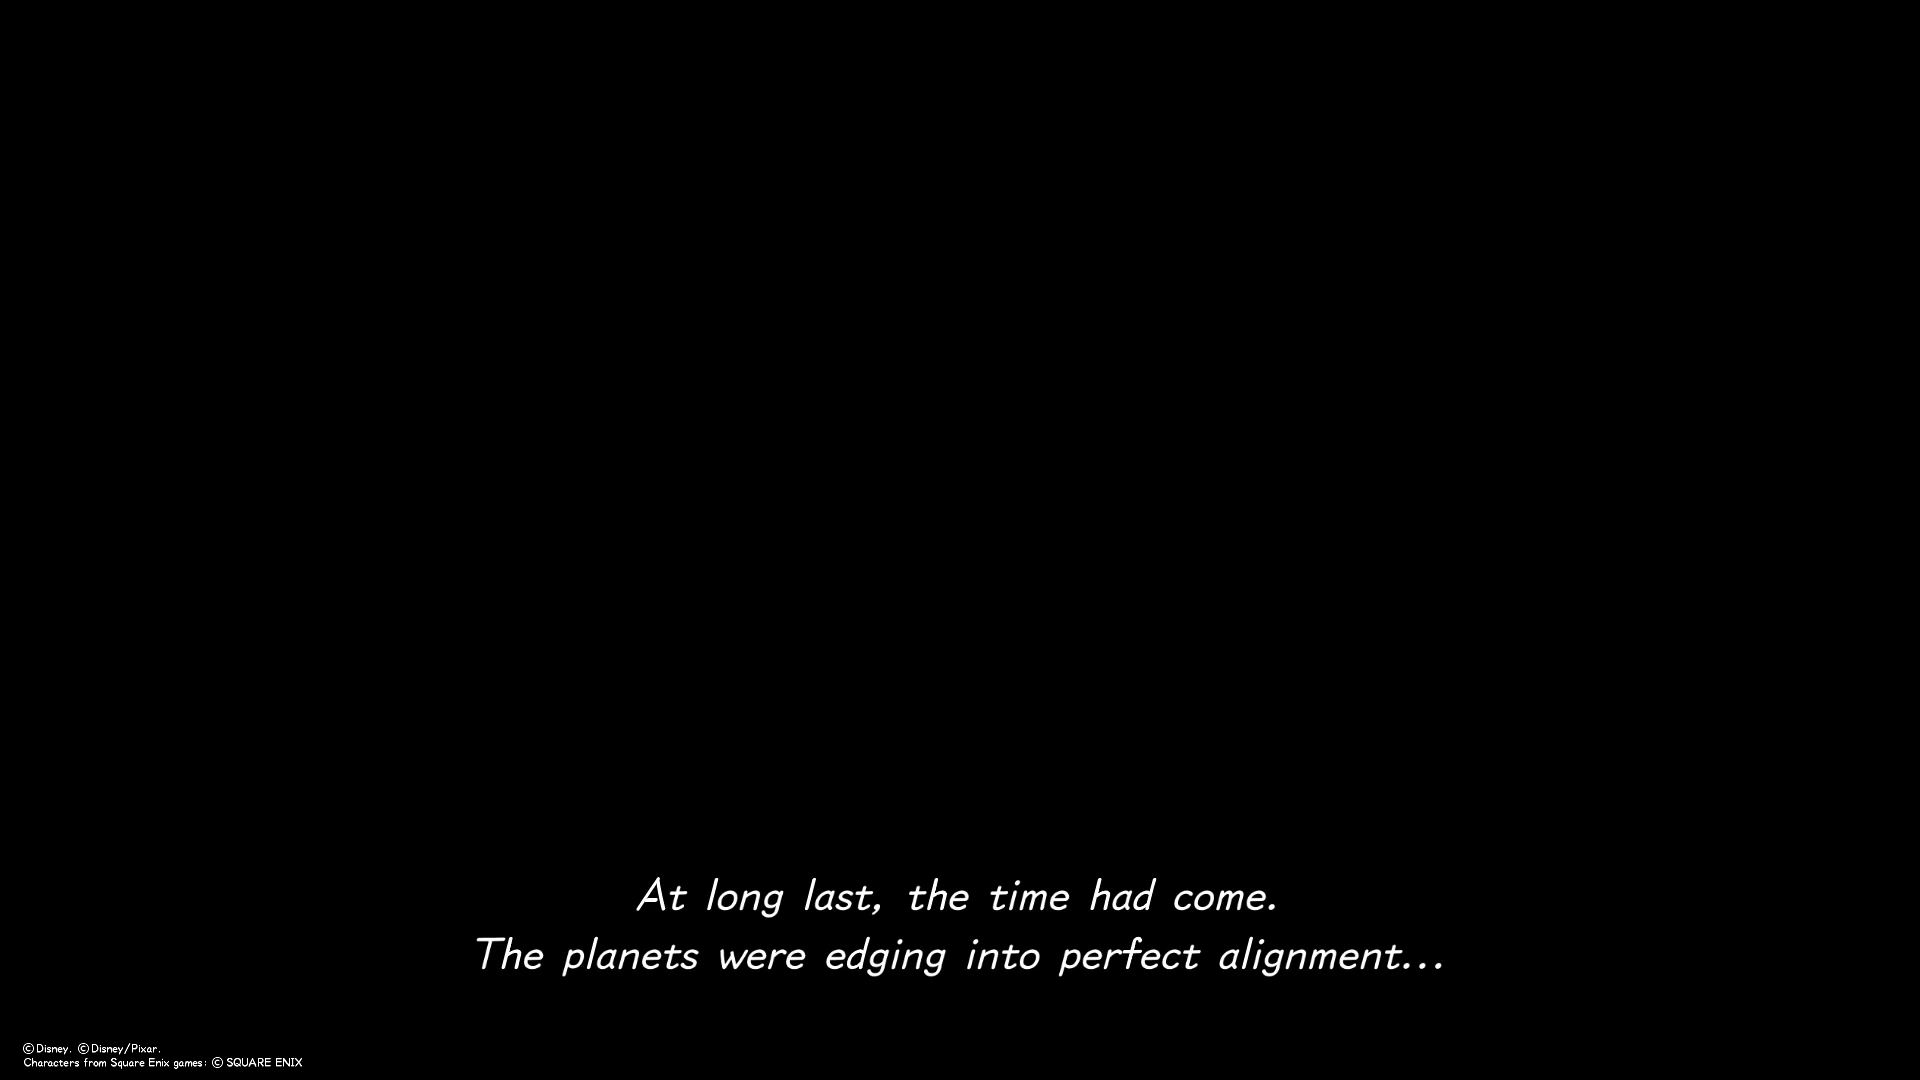 At long last, the time had come.
The planets were edging into perfect alignment...
©Disney. ©Disney/Pixar.
Characters from Square Enix games: © SQUARE ENIX